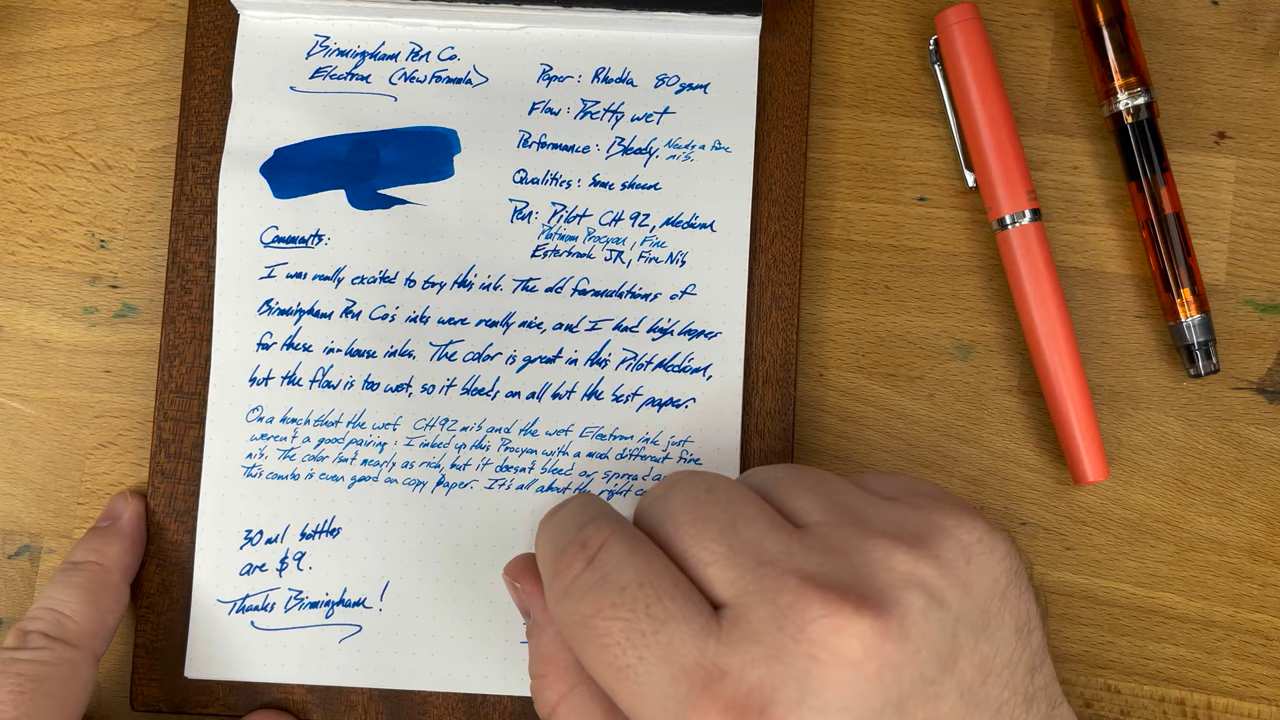 Birmingham Pen Co.
Electron (New Formula)
Paper: Rhodia 80gsm
Flow: Pretty wet
Performance: Bleedy. Needs a fine
nib.
Qualities: Some sheen
Pen: Pilot CH 92, Medium
Platinum Procyon, Fine
Esterbrook JR, Fine Nib
Comments:
I was really excited to try this ink. The old formulations of
Birmingham Pen Co's inks were really nice, and I had high hopes
for these in-house inks. The color is great in this Pilot Medium,
but the flow is too wet, so it bleeds on all but the best paper.
On a hunch that the wet CH92 nib and the wet Electron ink just
weren't a good pairing: I inked up this Procyon with a much different fine
nib. The color isn't nearly as rich, but it doesn't bleed or spread
This combo is even good on copy paper. It's all about the right
30ml bottles
are $9.
Thanks Birmingham!